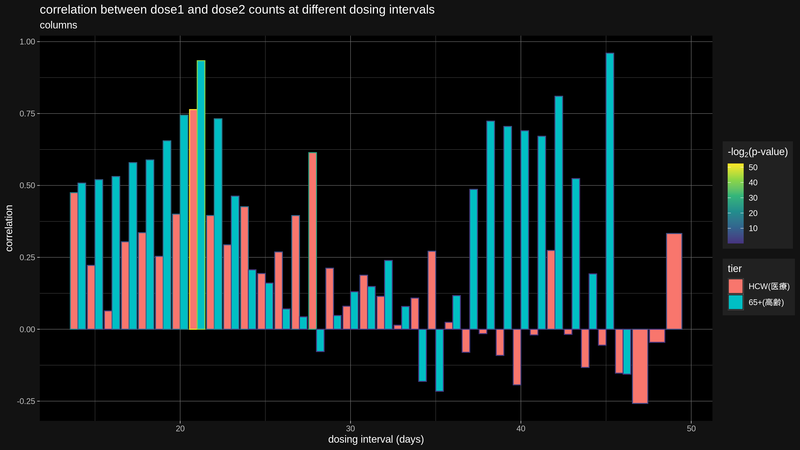 correlation between dose1 and dose2 counts at different dosing intervals
columns
1.00
0.75
0.50
0.25
0.00
-0.25
correlation
20
30
40
50
dosing interval (days)
-log₂(p-value)
50
40
30
20
10
tier
HCW(医療)
65+(高齢)